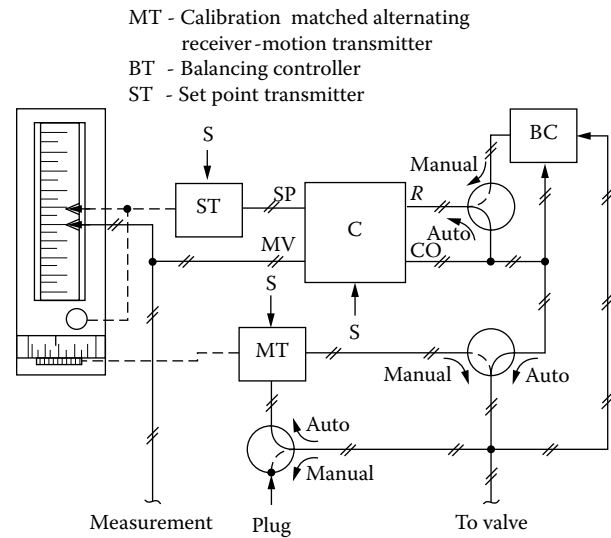 MT - Calibration matched alternating
receiver-motion transmitter
BT - Balancing controller
ST - Set point transmitter
S
BC
Manual
ST
SP
R
C
Auto
MV
CO
S
S
MT
Manual
Auto
Auto
Manual
Measurement
Plug
To valve